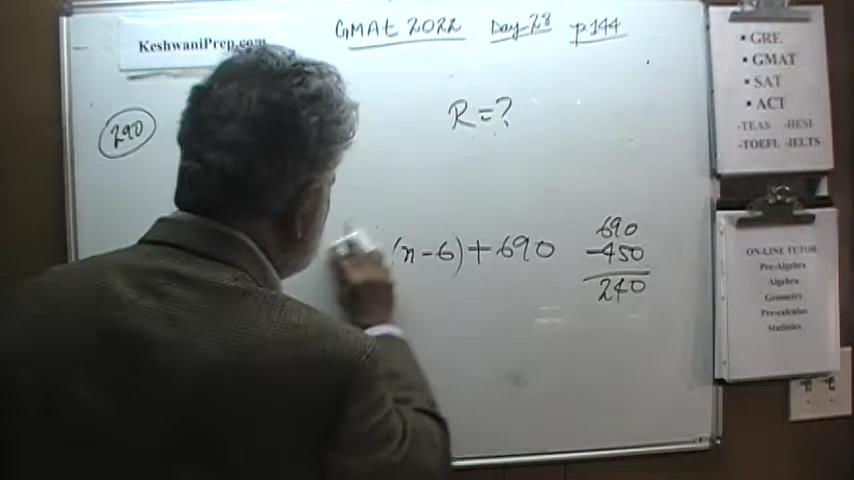 KeshwaniPrep.com
GMAt 2022 Day-28 p144
290
R=?
(n-6)+690
690
-450
240
• GRE
• GMAT
• SAT
• ACT
-TEAS -HESI
-TOEFL -IELTS
ON-LINE TUTOR
Pre-Algebra
Algebra
Geometry
Pre-calculus
Statistics